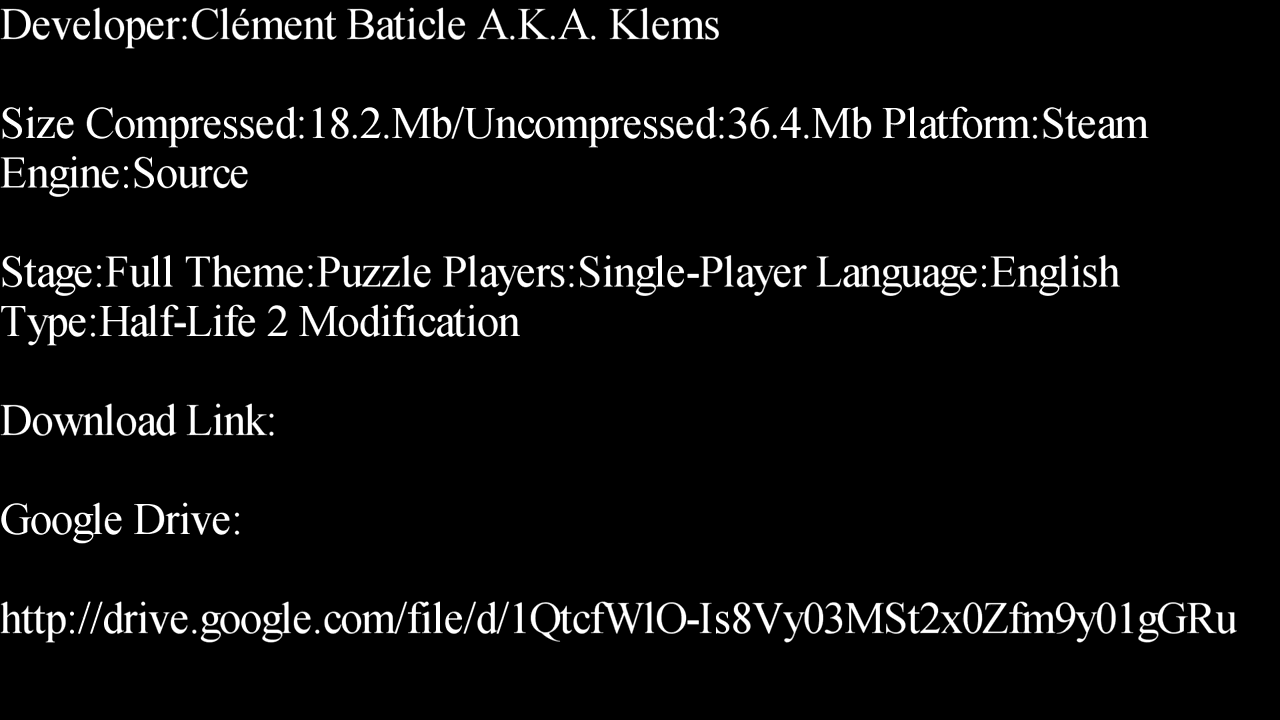 Developer:Clément Baticle A.K.A. Klems
Size Compressed:18.2.Mb/Uncompressed:36.4.Mb Platform:Steam
Engine:Source
Stage:Full Theme:Puzzle Players:Single-Player Language:English
Type:Half-Life 2 Modification
Download Link:
Google Drive:
http://drive.google.com/file/d/1QtcfWlO-Is8Vy03MSt2x0Zfm9y01gGRu